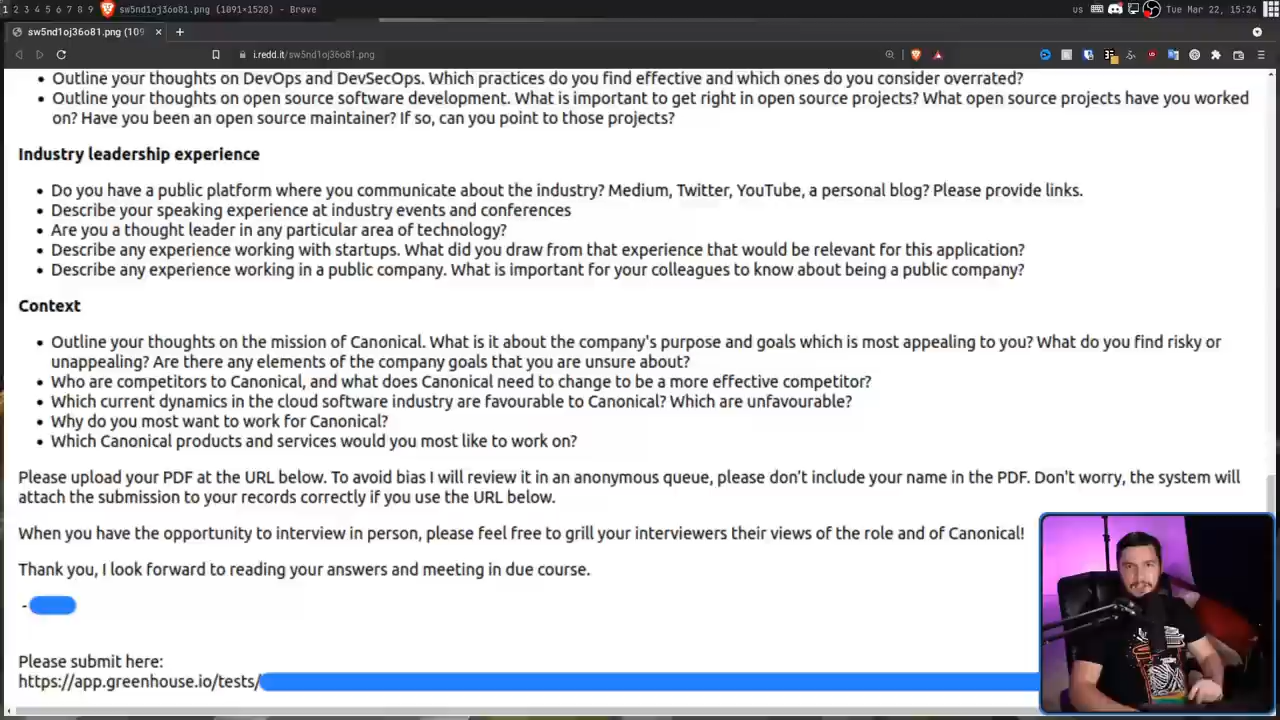 1 2 3 4 5 6 7 8 9 sw5nd1oj36o81.png (1091×1528) - Brave us Tue Mar 22, 15:24
sw5nd1oj36o81.png (109
i.redd.it/sw5nd1oj36o81.png
• Outline your thoughts on DevOps and DevSecOps. Which practices do you find effective and which ones do you consider overrated?
• Outline your thoughts on open source software development. What is important to get right in open source projects? What open source projects have you worked
on? Have you been an open source maintainer? If so, can you point to those projects?
Industry leadership experience
• Do you have a public platform where you communicate about the industry? Medium, Twitter, YouTube, a personal blog? Please provide links.
• Describe your speaking experience at industry events and conferences
• Are you a thought leader in any particular area of technology?
• Describe any experience working with startups. What did you draw from that experience that would be relevant for this application?
• Describe any experience working in a public company. What is important for your colleagues to know about being a public company?
Context
• Outline your thoughts on the mission of Canonical. What is it about the company's purpose and goals which is most appealing to you? What do you find risky or
unappealing? Are there any elements of the company goals that you are unsure about?
• Who are competitors to Canonical, and what does Canonical need to change to be a more effective competitor?
• Which current dynamics in the cloud software industry are favourable to Canonical? Which are unfavourable?
• Why do you most want to work for Canonical?
• Which Canonical products and services would you most like to work on?
Please upload your PDF at the URL below. To avoid bias I will review it in an anonymous queue, please don't include your name in the PDF. Don't worry, the system will
attach the submission to your records correctly if you use the URL below.
When you have the opportunity to interview in person, please feel free to grill your interviewers their views of the role and of Canonical!
Thank you, I look forward to reading your answers and meeting in due course.
-
Please submit here:
https://app.greenhouse.io/tests/